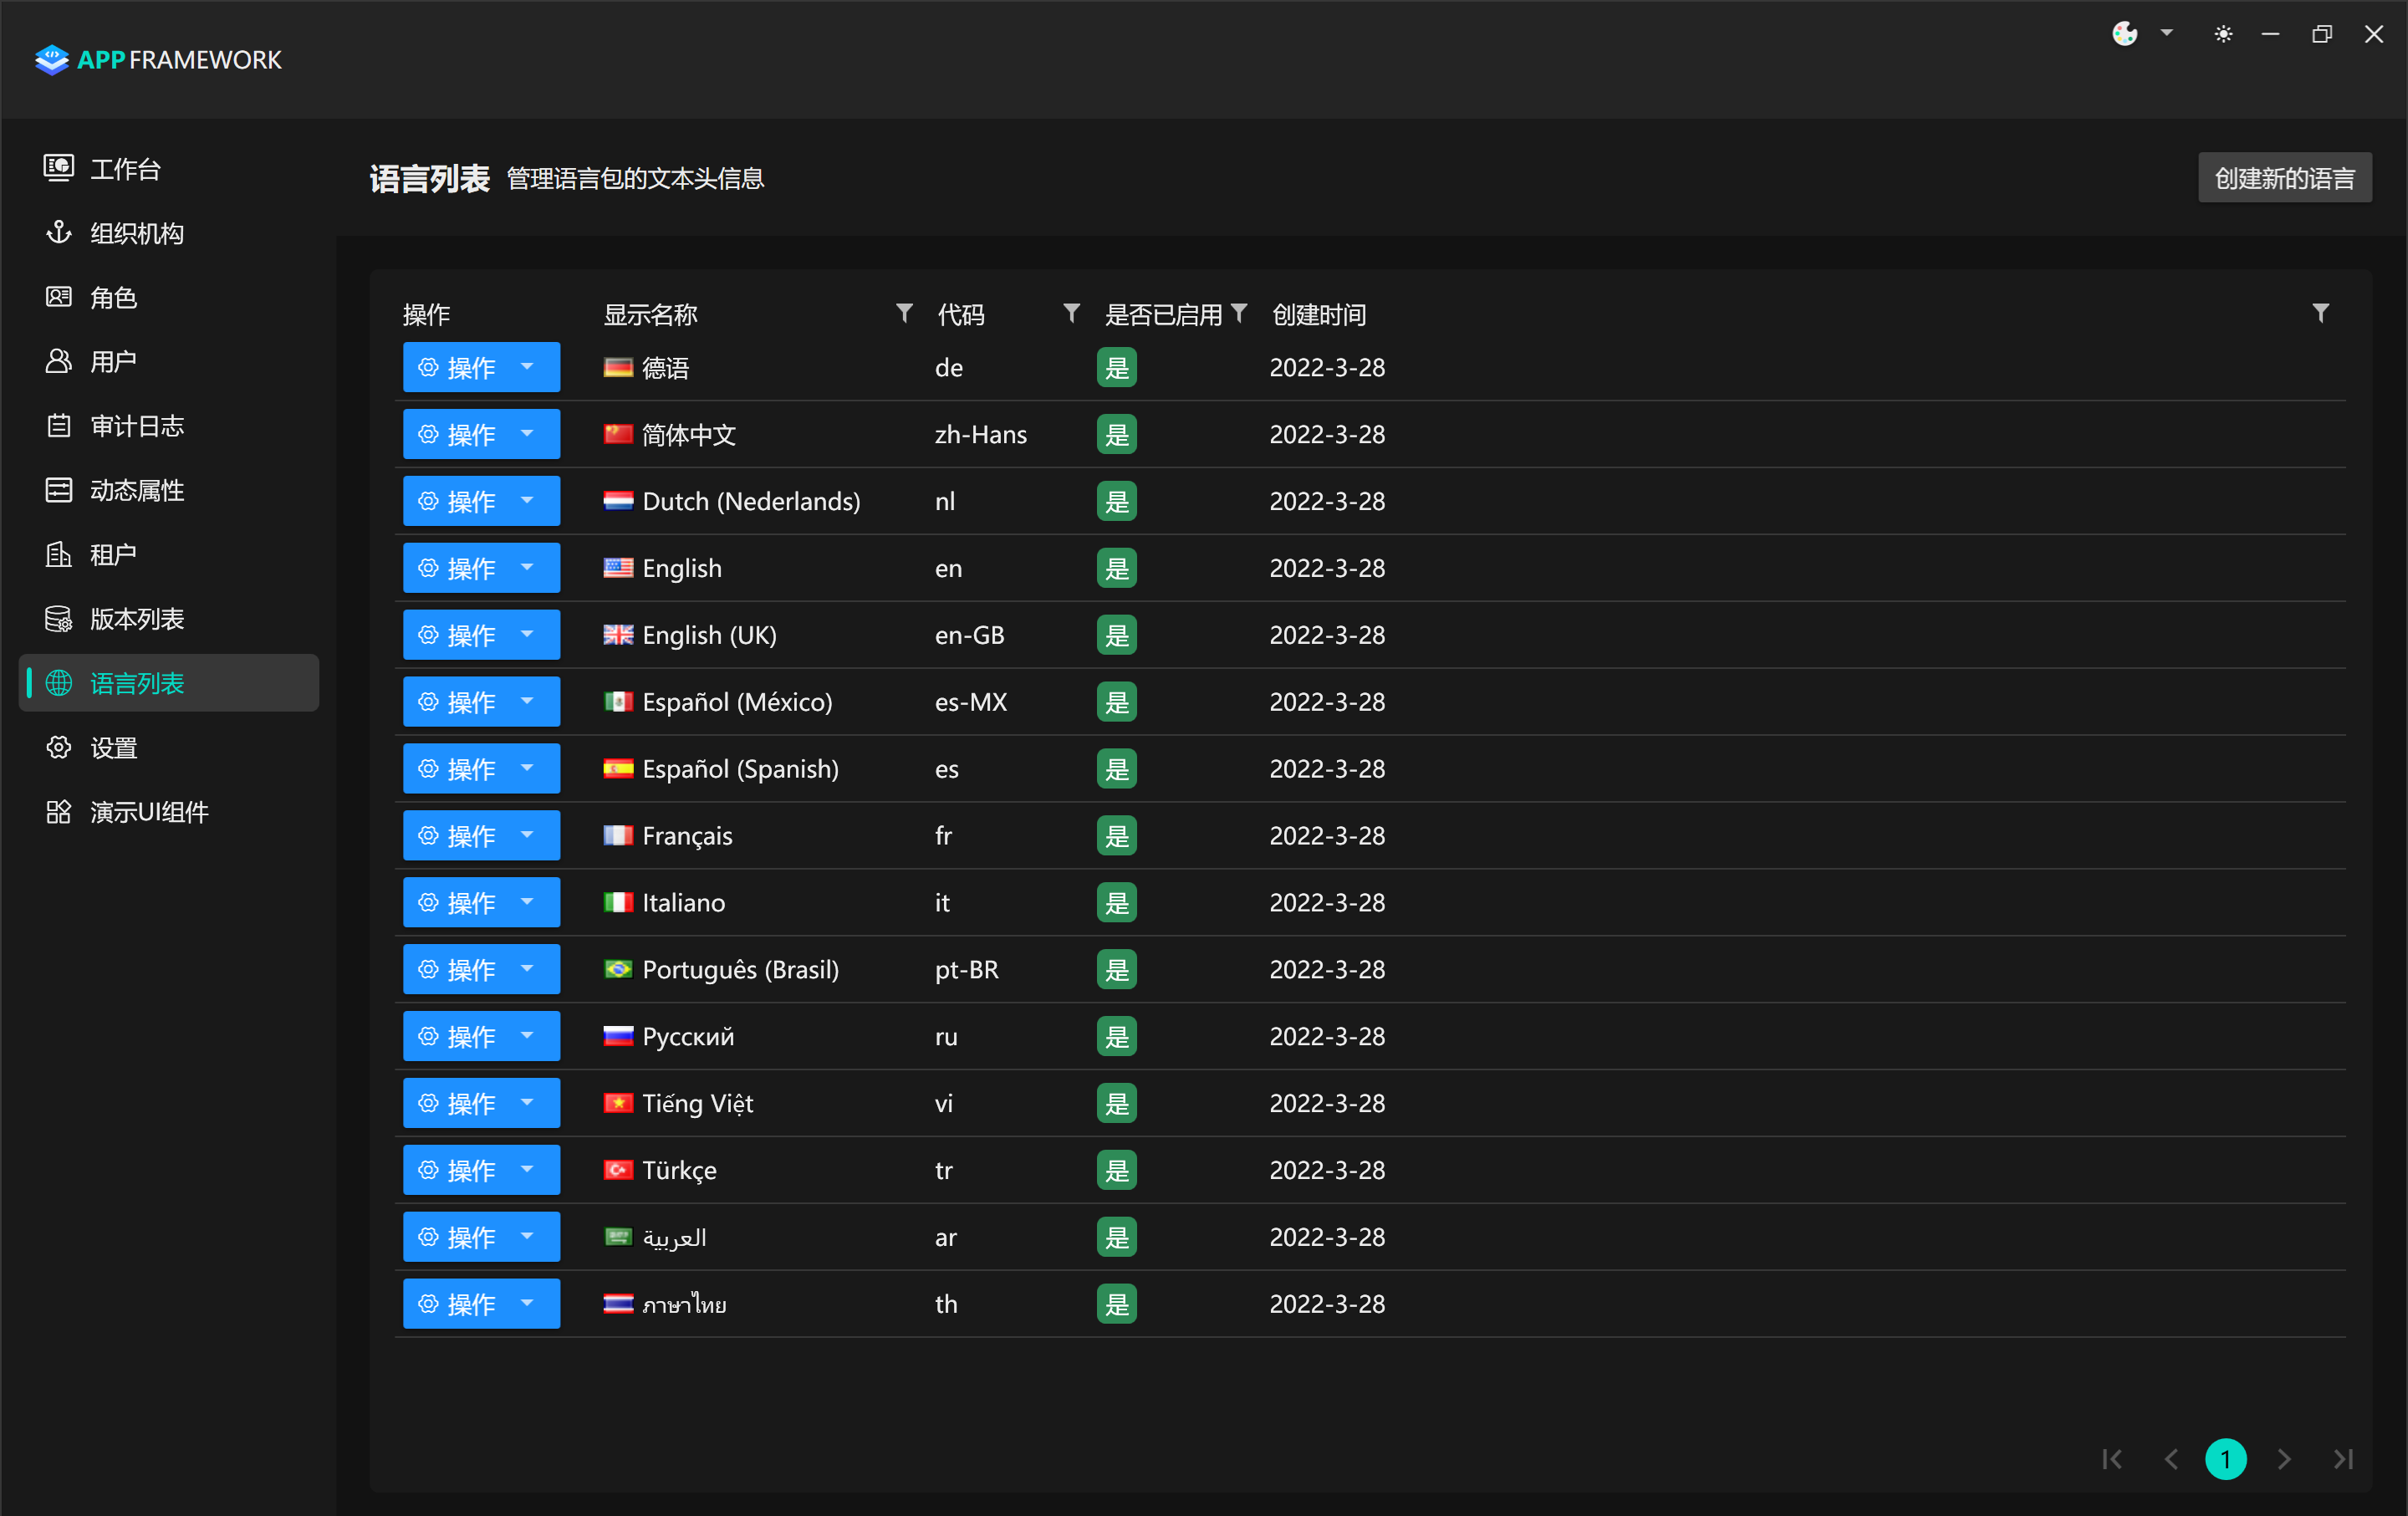 APP FRAMEWORK
工作台
组织机构
角色
用户
审计日志
动态属性
租户
版本列表
语言列表
设置
演示UI组件
语言列表 管理语言包的文本头信息
创建新的语言
操作 显示名称 代码 是否已启用 创建时间
操作 德语 de 是 2022-3-28
操作 简体中文 zh-Hans 是 2022-3-28
操作 Dutch (Nederlands) nl 是 2022-3-28
操作 English en 是 2022-3-28
操作 English (UK) en-GB 是 2022-3-28
操作 Español (México) es-MX 是 2022-3-28
操作 Español (Spanish) es 是 2022-3-28
操作 Français fr 是 2022-3-28
操作 Italiano it 是 2022-3-28
操作 Português (Brasil) pt-BR 是 2022-3-28
操作 Русский ru 是 2022-3-28
操作 Tiếng Việt vi 是 2022-3-28
操作 Türkçe tr 是 2022-3-28
操作 العربية ar 是 2022-3-28
操作 ภาษาไทย th 是 2022-3-28
1